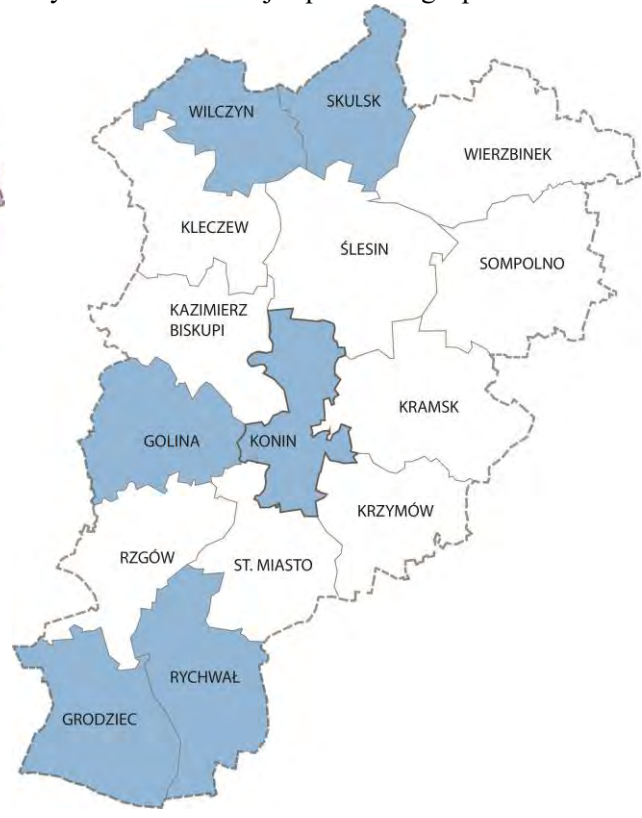 WILCZYN
SKULSK
WIERZBINEK
KLECZEW
ŚLESIN
SOMPOLNO
KAZIMIERZ
BISKUPI
KRAMSK
GOLINA
KONIN
KRZYMÓW
RZGÓW
ST. MIASTO
RYCHWAŁ
GRODZIEC